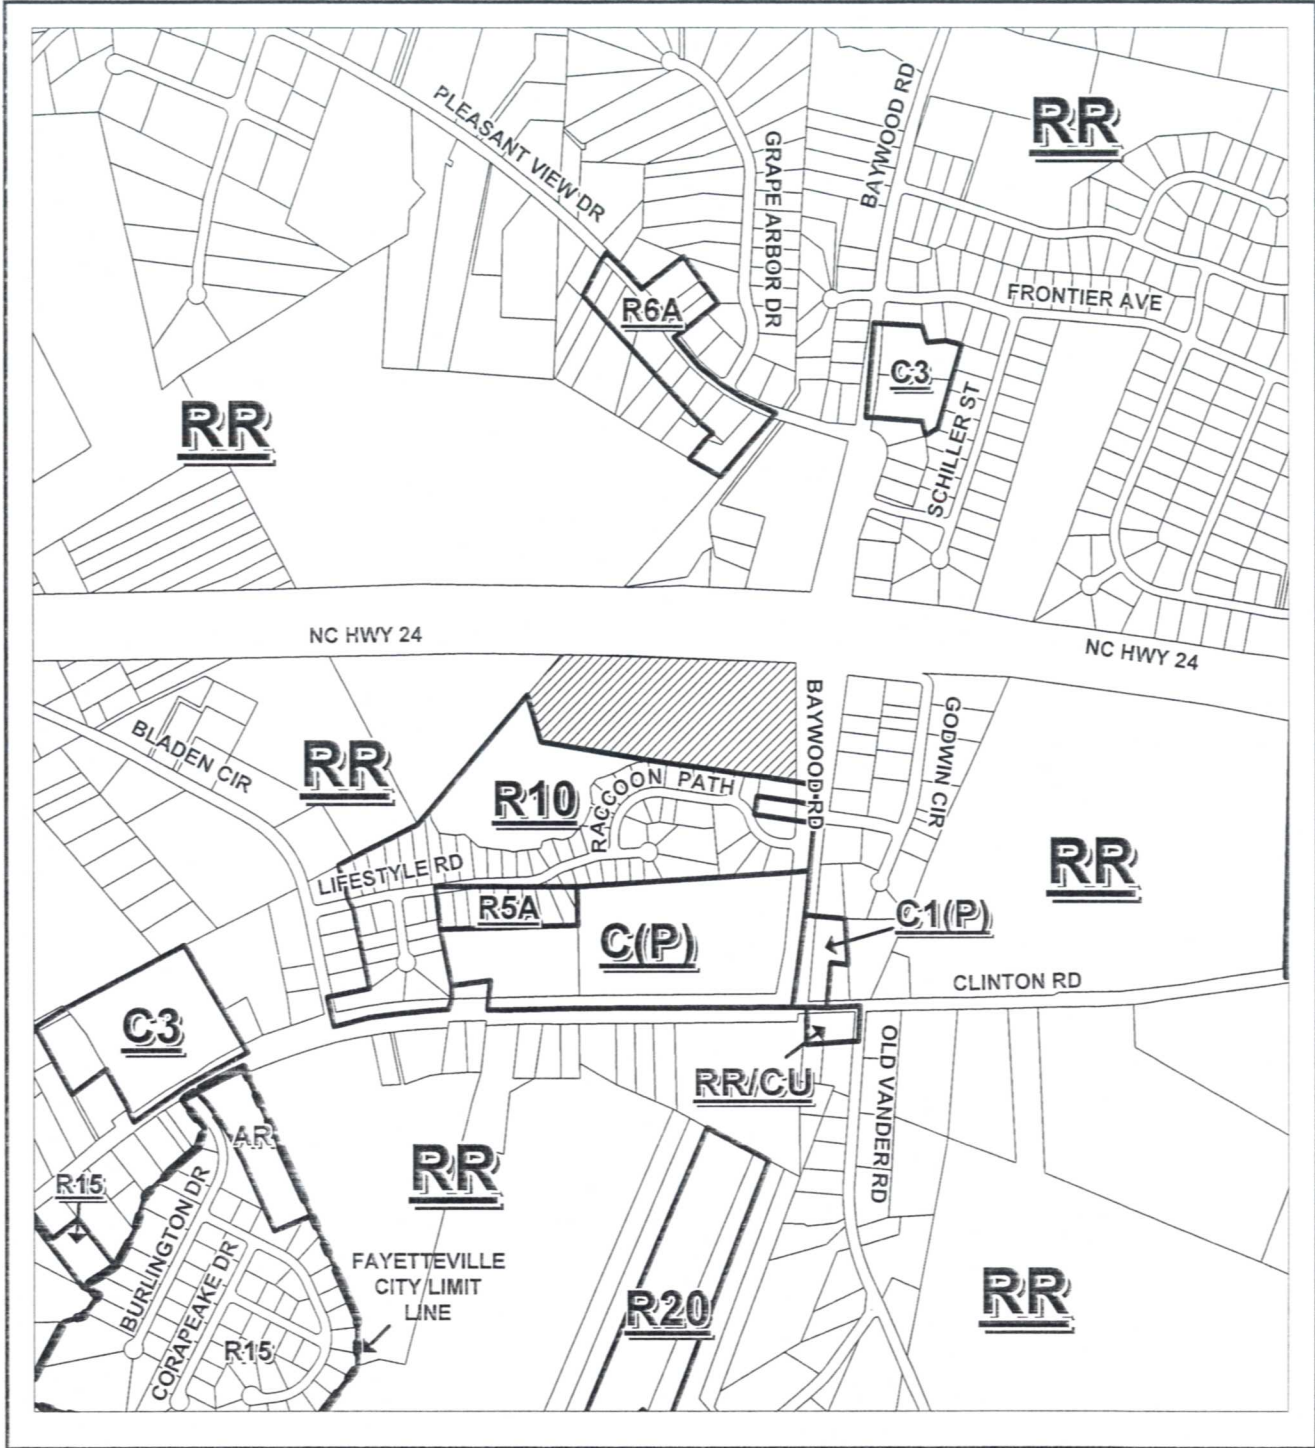 RR
PLEASANT VIEW DR
GRAPE ARBOR DR
BAYWOOD RD
FRONTIER AVE
R6A
C3
SCHILLER ST
RR
NC HWY 24
NC HWY 24
BLADEN CIR
RR
R10
RACCOON PATH
BAYWOOD RD
GODWIN CIR
LIFESTYLE RD
RR
R5A
C(P)
C1(P)
CLINTON RD
C3
RR/CU
OLD VANDER RD
AR
RR
R15
BURLINGTON DR
CORAPEAKE DR
FAYETTEVILLE
CITY LIMIT
LINE
R15
R20
RR